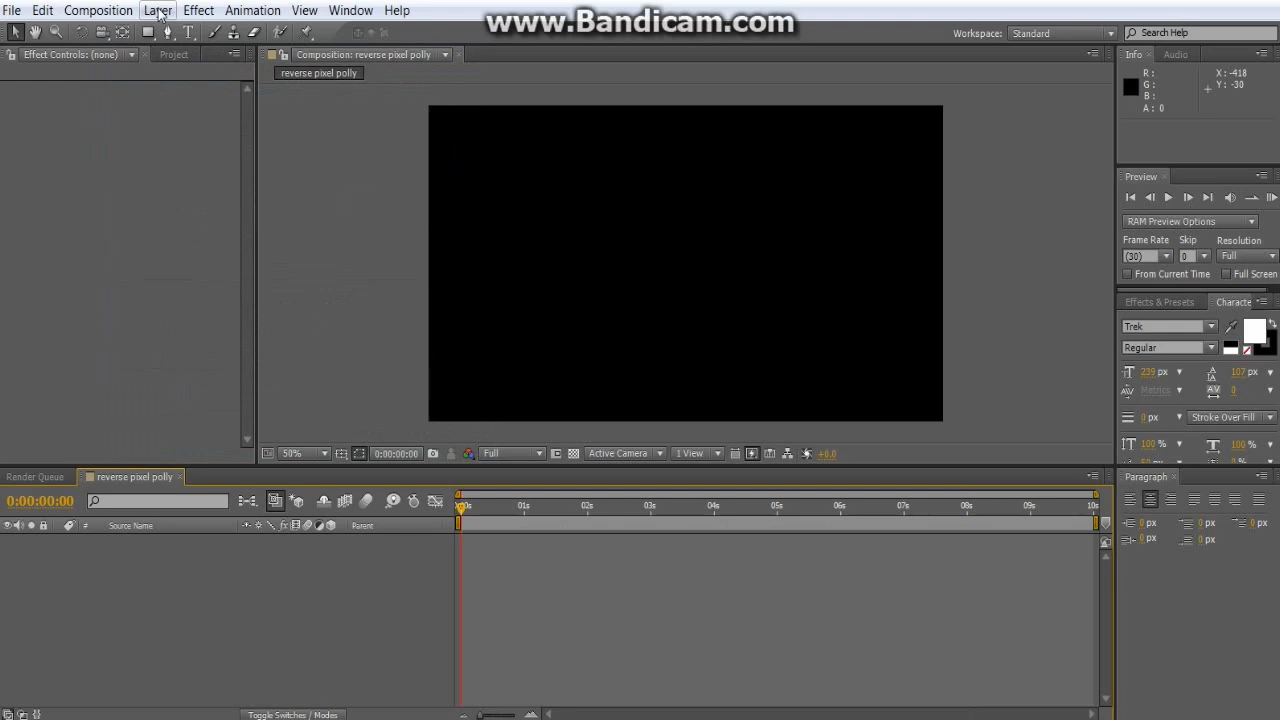 File Edit Composition Layer Effect Animation View Window Help
www.Bandicam.com
Workspace: Standard
Search Help
Effect Controls: (none) Project
Composition: reverse pixel polly
reverse pixel polly
Info Audio
R: X: -418
G: Y: -30
B:
A: 0
Preview
RAM Preview Options
Frame Rate Skip Resolution
(30) 0 Full
From Current Time Full Screen
Effects & Presets Characte
Trek
Regular
239 px 107 px
Metrics 0
0 px Stroke Over Fill
100 % 100 %
50% 0:00:00:00 Full Active Camera 1 View +0.0
Render Queue reverse pixel polly
Paragraph
0:00:00:00
01s 02s 03s 04s 05s 06s 07s 08s 09s 10s
# Source Name Parent
0 px 0 px 0 px
0 px 0 px
Toggle Switches / Modes